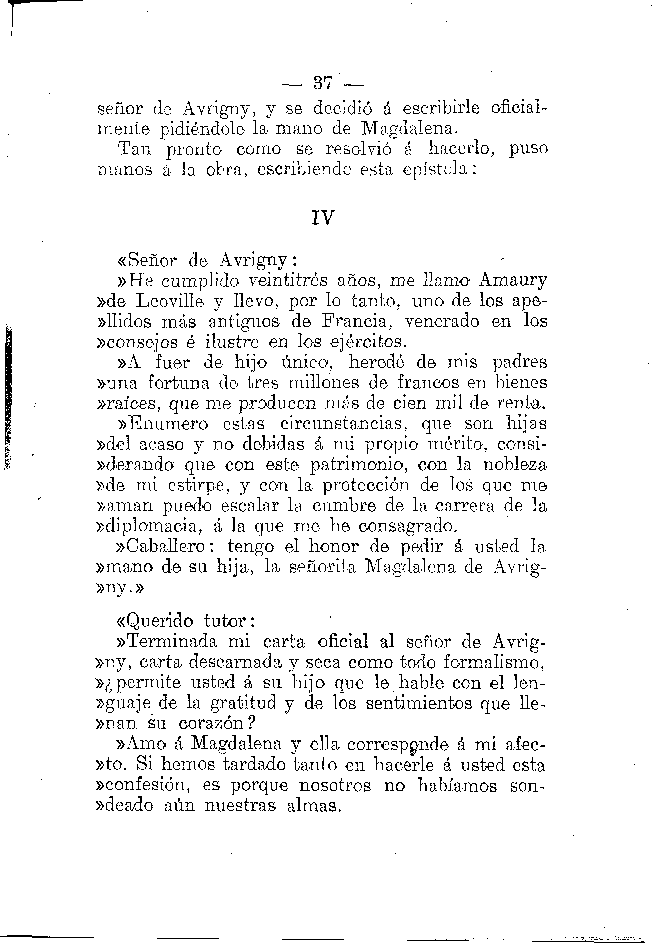 — 37 —
señor de Avrigny, y se decidió á escribirle oficial-
mente pidiéndole la mano de Magdalena.
Tan pronto como se resolvió á hacerlo, puso
manos á la obra, escribiendo esta epístola:
IV
«Señor de Avrigny:
»He cumplido veintitrés años, me llamo Amaury
»de Leoville y llevo, por lo tanto, uno de los ape-
»llidos más antiguos de Francia, venerado en los
»consejos é ilustre en los ejércitos.
»A fuer de hijo único, heredé de mis padres
»una fortuna de tres millones de francos en bienes
»raíces, que me producen más de cien mil de renta.
»Enumero estas circunstancias, que son hijas
»del acaso y no debidas á mi propio mérito, consi-
»derando que con este patrimonio, con la nobleza
»de mi estirpe, y con la protección de los que me
»aman puedo escalar la cumbre de la carrera de la
»diplomacia, á la que me he consagrado.
»Caballero: tengo el honor de pedir á usted la
»mano de su hija, la señorita Magdalena de Avrig-
»ny.»
«Querido tutor:
»Terminada mi carta oficial al señor de Avrig-
»ny, carta descarnada y seca como todo formalismo,
»¿permite usted á su hijo que le hable con el len-
»guaje de la gratitud y de los sentimientos que lle-
»nan su corazón?
»Amo á Magdalena y ella corresponde á mi afec-
»to. Si hemos tardado tanto en hacerle á usted esta
»confesión, es porque nosotros no habíamos son-
»deado aún nuestras almas.